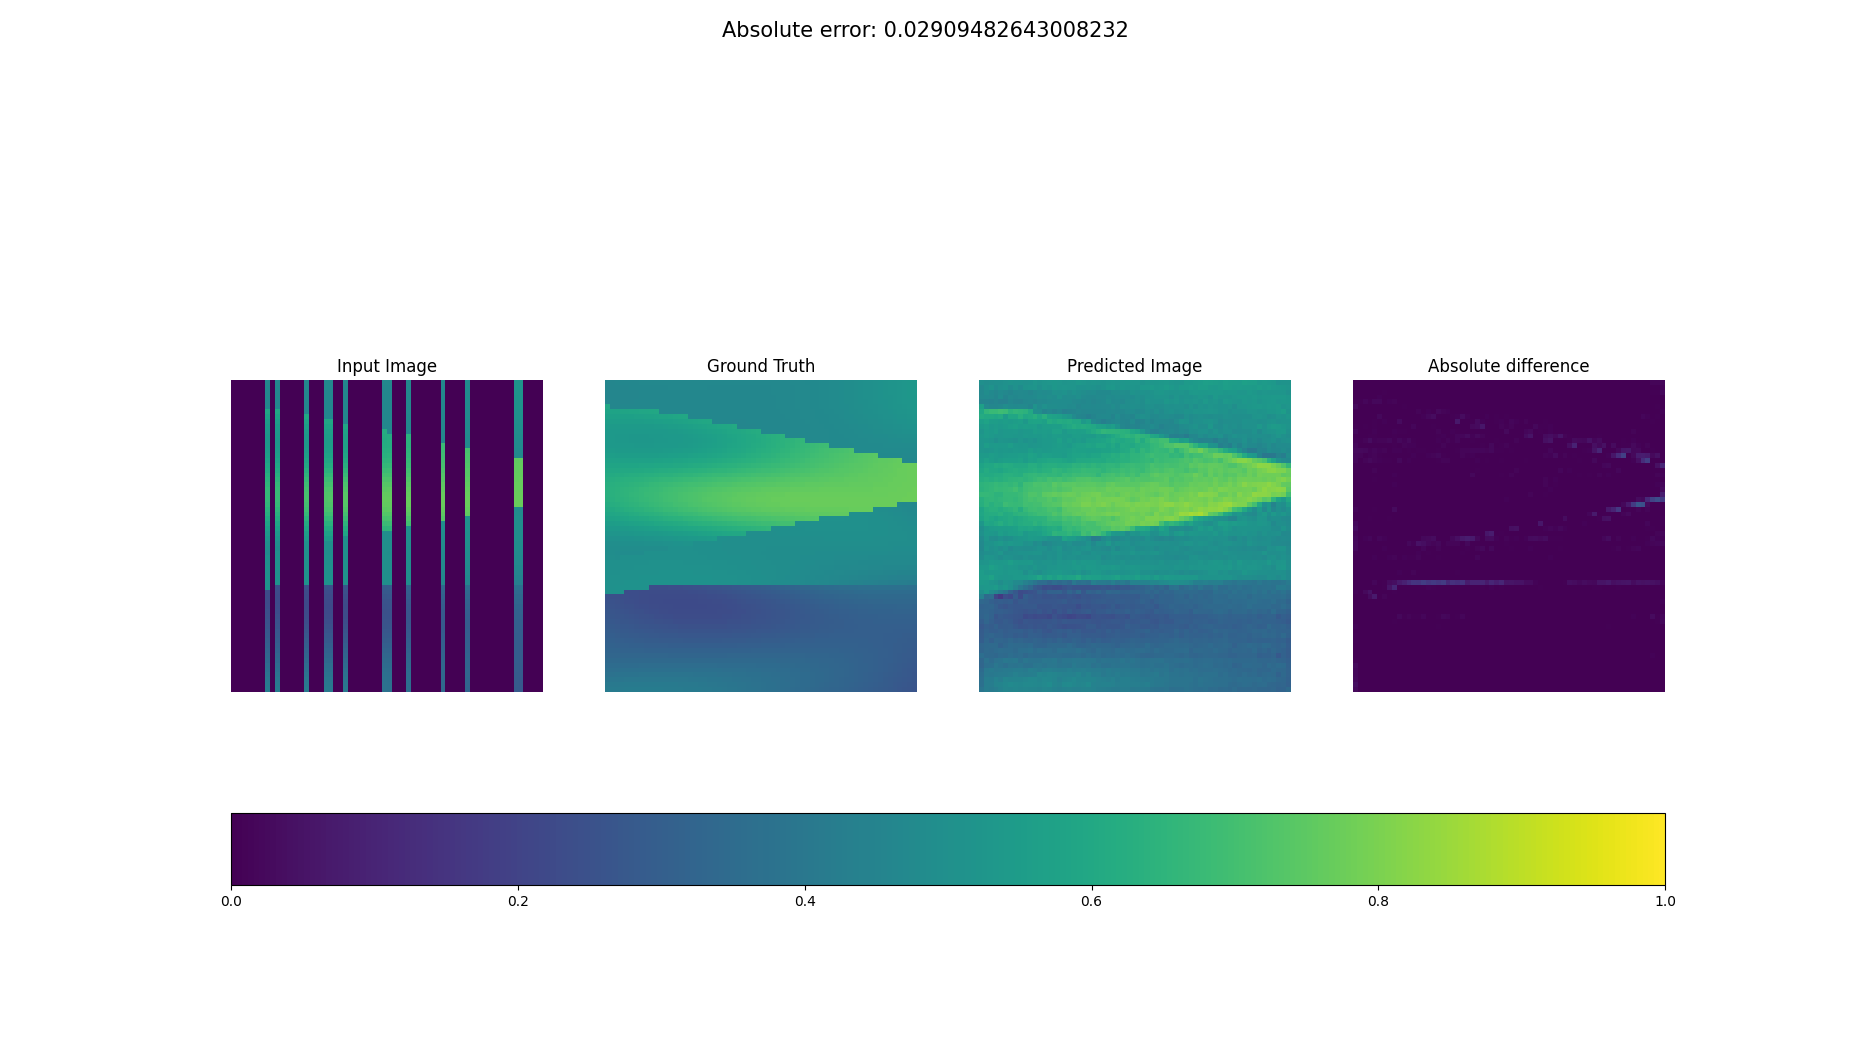 Absolute error: 0.02909482643008232
Input Image
Ground Truth
Predicted Image
Absolute difference
0.0
0.2
0.4
0.6
0.8
1.0